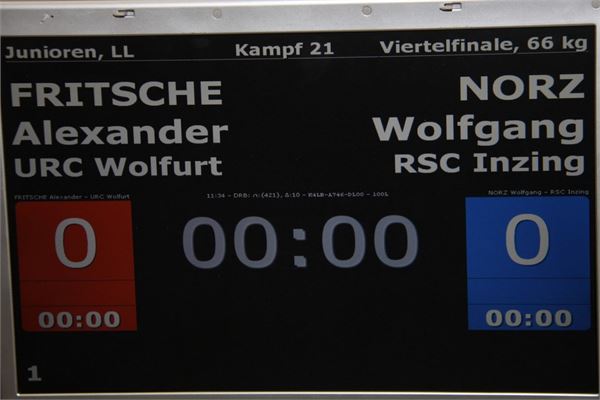 Junioren, LL Kampf 21 Viertelfinale, 66 kg
FRITSCHE NORZ
Alexander Wolfgang
URC Wolfurt RSC Inzing
FRITSCHE Alexander - URC Wolfurt NORZ Wolfgang - RSC Inzing
0 00:00 0
00:00 00:00
1